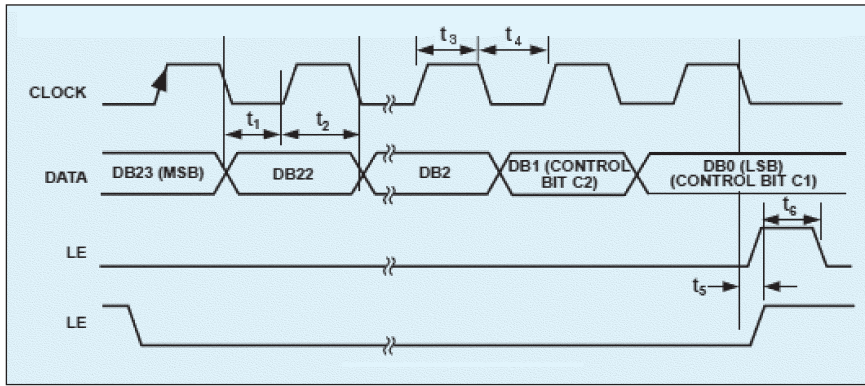 t3
t4
CLOCK
t1
t2
DATA
DB23 (MSB)
DB22
DB2
DB1 (CONTROL
BIT C2)
DB0 (LSB)
(CONTROL BIT C1)
t6
LE
t5
LE